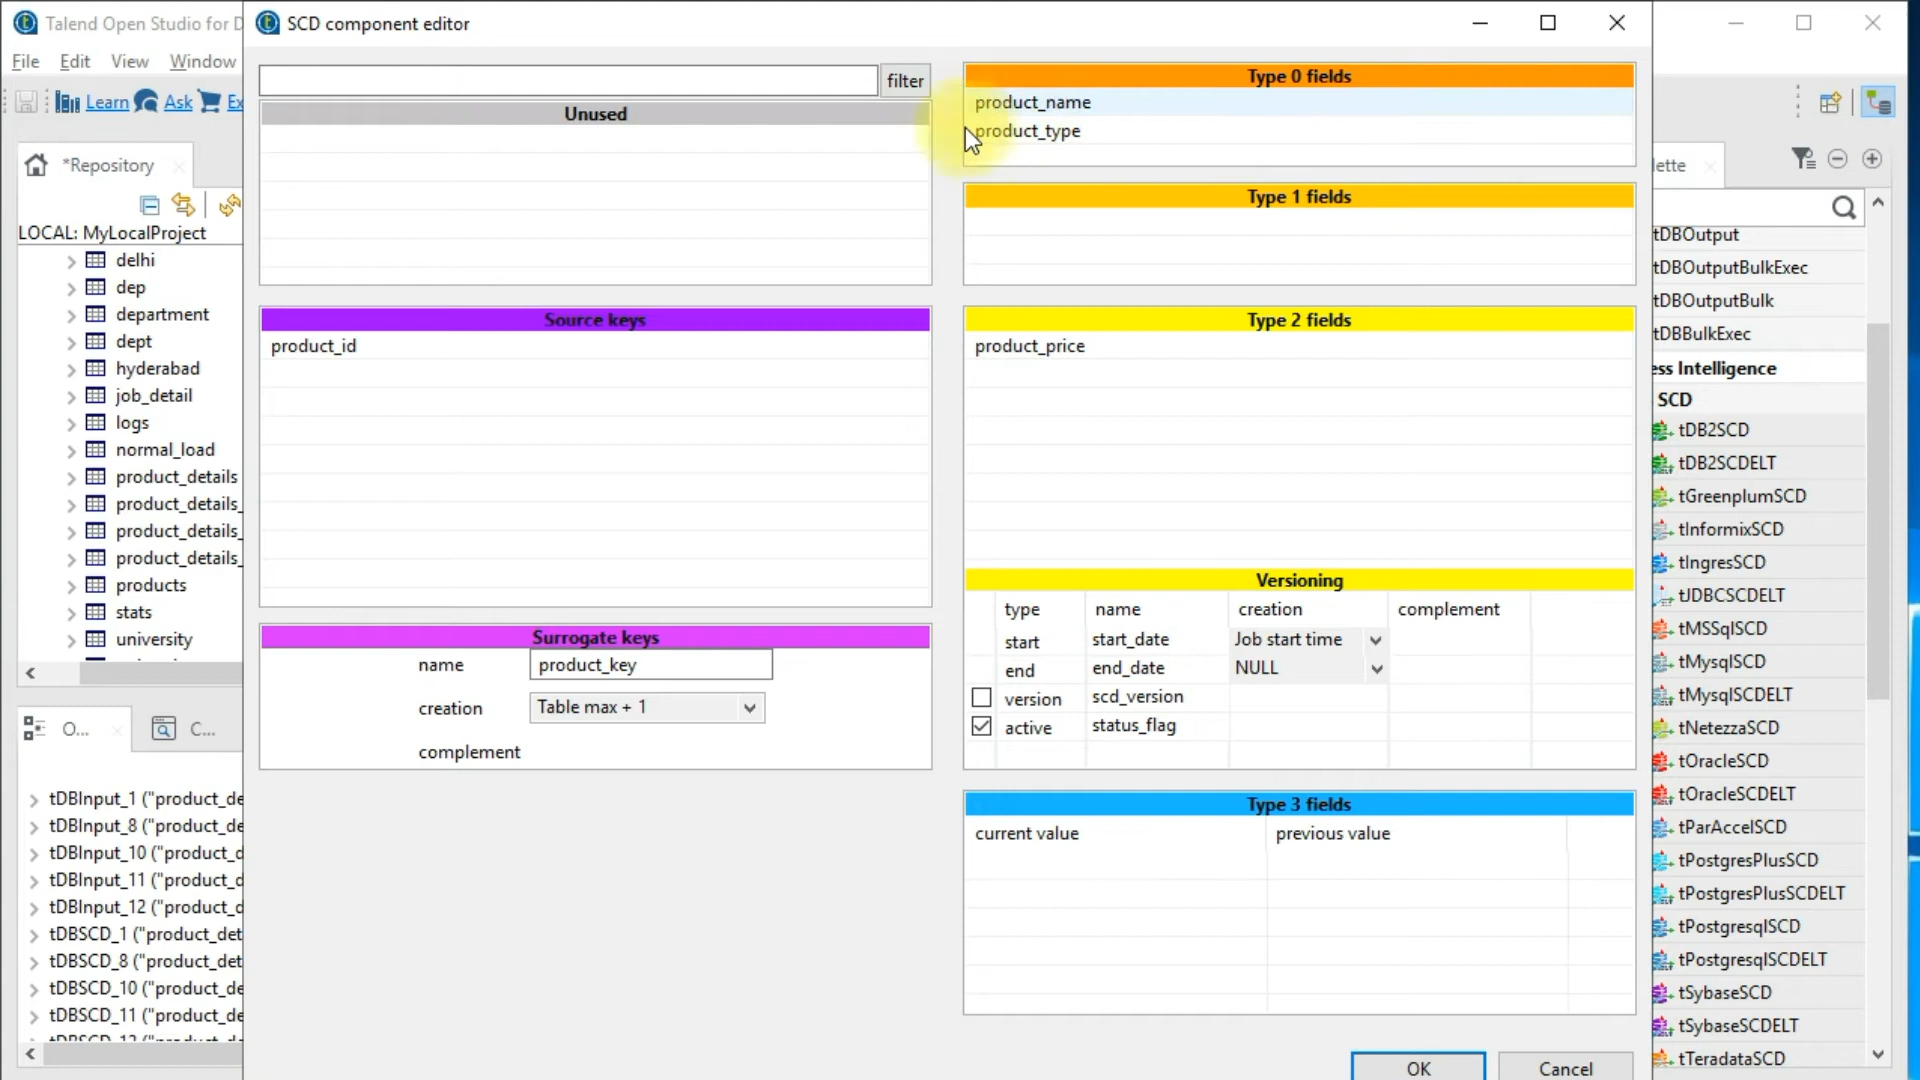 Talend Open Studio for D
File Edit View Window
Learn Ask Ex
*Repository
LOCAL: MyLocalProject
delhi
dep
department
dept
hyderabad
job_detail
logs
normal_load
product_details
product_details_
product_details_
product_details_
products
stats
university
O...
C...
tDBInput_1 ("product_de
tDBInput_8 ("product_de
tDBInput_10 ("product_d
tDBInput_11 ("product_d
tDBInput_12 ("product_d
tDBSCD_1 ("product_det
tDBSCD_8 ("product_det
tDBSCD_10 ("product_de
tDBSCD_11 ("product_de
SCD component editor
filter
Unused
Source keys
product_id
Surrogate keys
name product_key
creation Table max + 1
complement
Type 0 fields
product_name
product_type
Type 1 fields
Type 2 fields
product_price
Versioning
type name creation complement
start start_date Job start time
end end_date NULL
version scd_version
active status_flag
Type 3 fields
current value previous value
OK Cancel
lette
tDBOutput
tDBOutputBulkExec
tDBOutputBulk
tDBBulkExec
ess Intelligence
SCD
tDB2SCD
tDB2SCDELT
tGreenplumSCD
tInformixSCD
tIngresSCD
tJDBCSCDELT
tMSSqlSCD
tMysqlSCD
tMysqlSCDELT
tNetezzaSCD
tOracleSCD
tOracleSCDELT
tParAccelSCD
tPostgresPlusSCD
tPostgresPlusSCDELT
tPostgresqlSCD
tPostgresqlSCDELT
tSybaseSCD
tSybaseSCDELT
tTeradataSCD